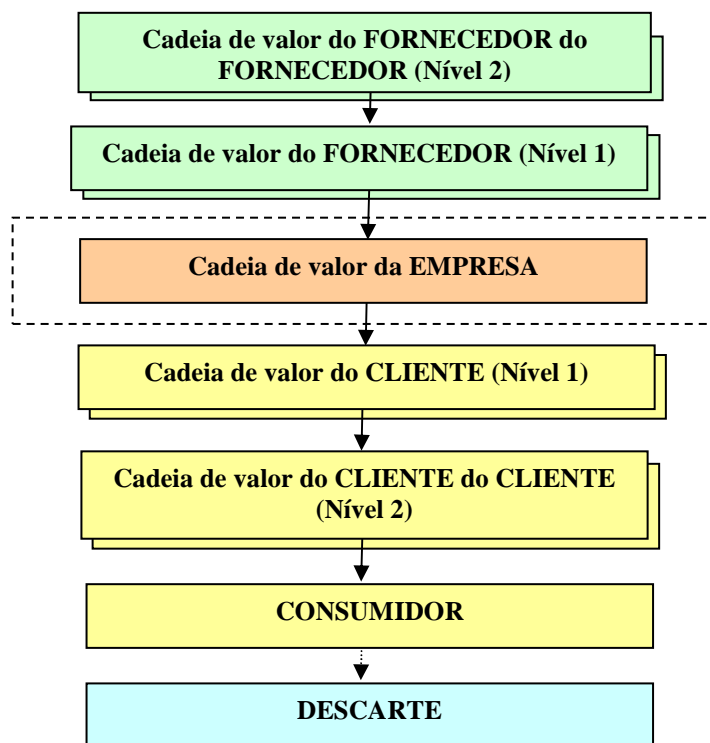 Cadeia de valor do FORNECEDOR do
FORNECEDOR (Nível 2)
Cadeia de valor do FORNECEDOR (Nível 1)
Cadeia de valor da EMPRESA
Cadeia de valor do CLIENTE (Nível 1)
Cadeia de valor do CLIENTE do CLIENTE
(Nível 2)
CONSUMIDOR
DESCARTE